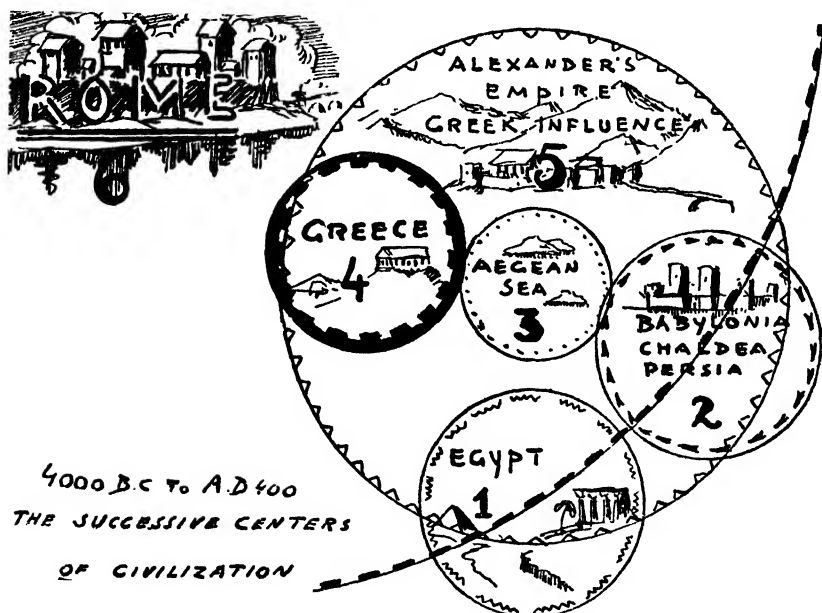 ROME
6
ALEXANDER'S
EMPIRE
GREEK INFLUENCE
5
GREECE
4
AEGEAN
SEA
3
BABYLONIA
CHALDEA
PERSIA
2
EGYPT
1
4000 B.C TO A.D 400
THE SUCCESSIVE CENTERS
OF CIVILIZATION